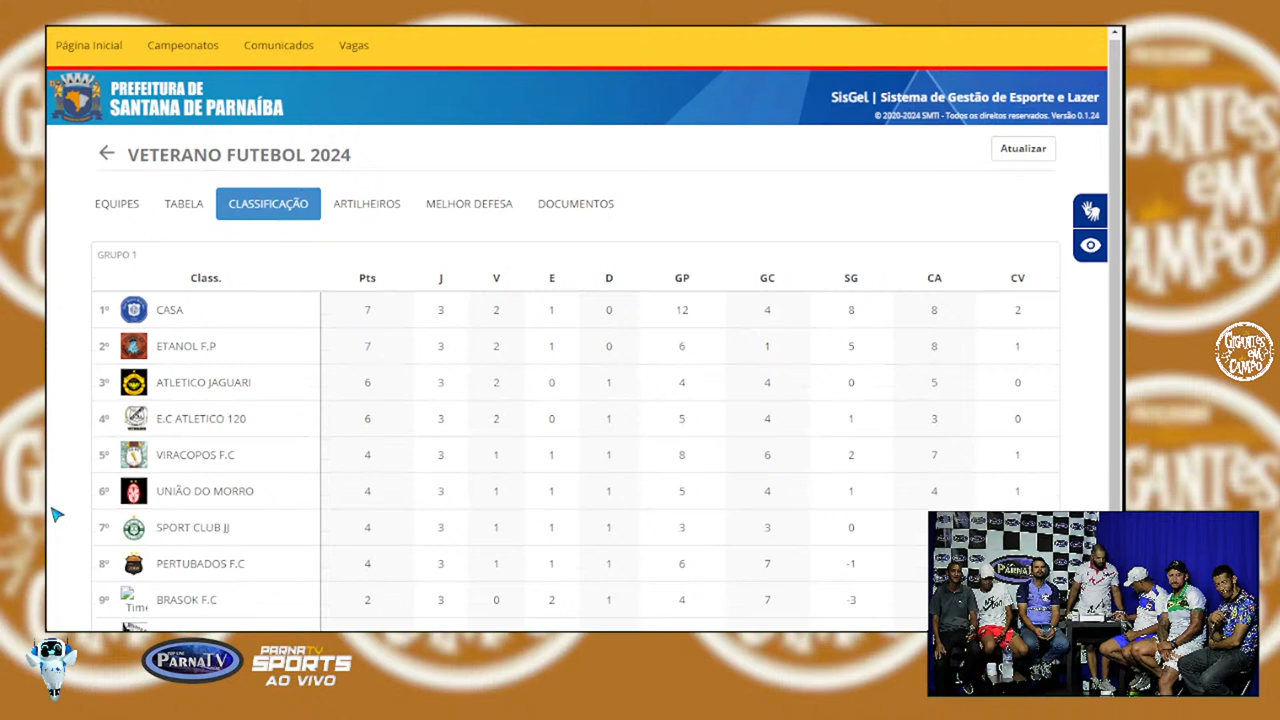 Página Inicial Campeonatos Comunicados Vagas
PREFEITURA DE
SANTANA DE PARNAÍBA
SisGel | Sistema de Gestão de Esporte e Lazer
© 2020-2024 SMTI - Todos os direitos reservados. Versão 0.1.24
← VETERANO FUTEBOL 2024
Atualizar
EQUIPES TABELA CLASSIFICAÇÃO ARTILHEIROS MELHOR DEFESA DOCUMENTOS
GRUPO 1
Class. Pts J V E D GP GC SG CA CV
1º CASA 7 3 2 1 0 12 4 8 8 2
2º ETANOL F.P 7 3 2 1 0 6 1 5 8 1
3º ATLETICO JAGUARI 6 3 2 0 1 4 4 0 5 0
4º E.C ATLETICO 120 6 3 2 0 1 5 4 1 3 0
5º VIRACOPOS F.C 4 3 1 1 1 8 6 2 7 1
6º UNIÃO DO MORRO 4 3 1 1 1 5 4 1 4 1
7º SPORT CLUB JJ 4 3 1 1 1 3 3 0
8º PERTUBADOS F.C 4 3 1 1 1 6 7 -1
9º Time BRASOK F.C 2 3 0 2 1 4 7 -3
GIGANTES
EM
CAMPO
PARNATV
PARNATV
PARNATV
SPORTS
AO VIVO